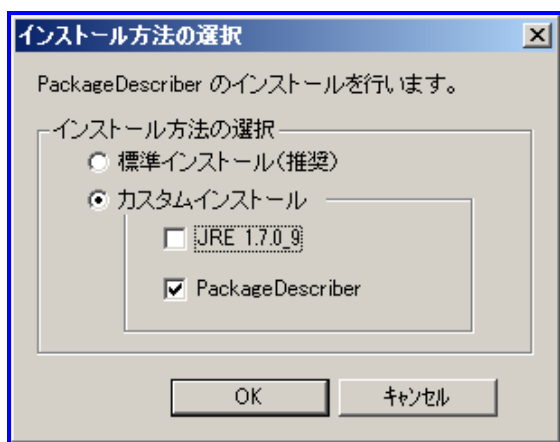 インストール方法の選択
PackageDescriber のインストールを行います。
インストール方法の選択
標準インストール(推奨)
カスタムインストール
JRE 1.7.0_9
PackageDescriber
OK キャンセル